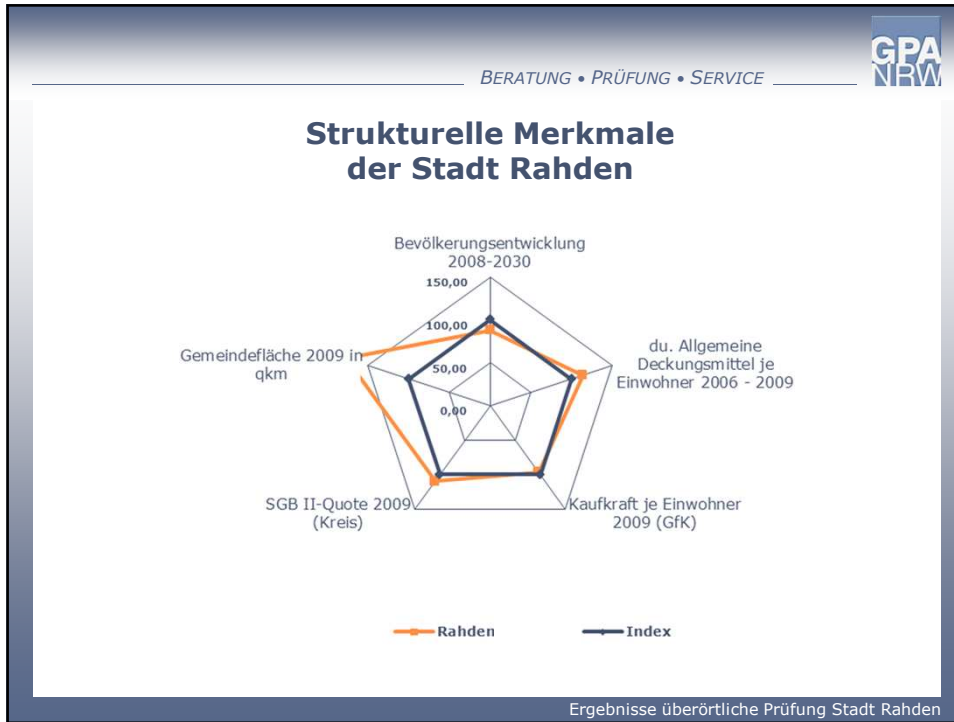 GPA
NRW
BERATUNG • PRÜFUNG • SERVICE
Strukturelle Merkmale
der Stadt Rahden
Bevölkerungsentwicklung
2008-2030
150,00
100,00
50,00
0,00
du. Allgemeine
Deckungsmittel je
Einwohner 2006 - 2009
Gemeindefläche 2009 in
qkm
SGB II-Quote 2009
(Kreis)
Kaufkraft je Einwohner
2009 (GfK)
Rahden
Index
Ergebnisse überörtliche Prüfung Stadt Rahden